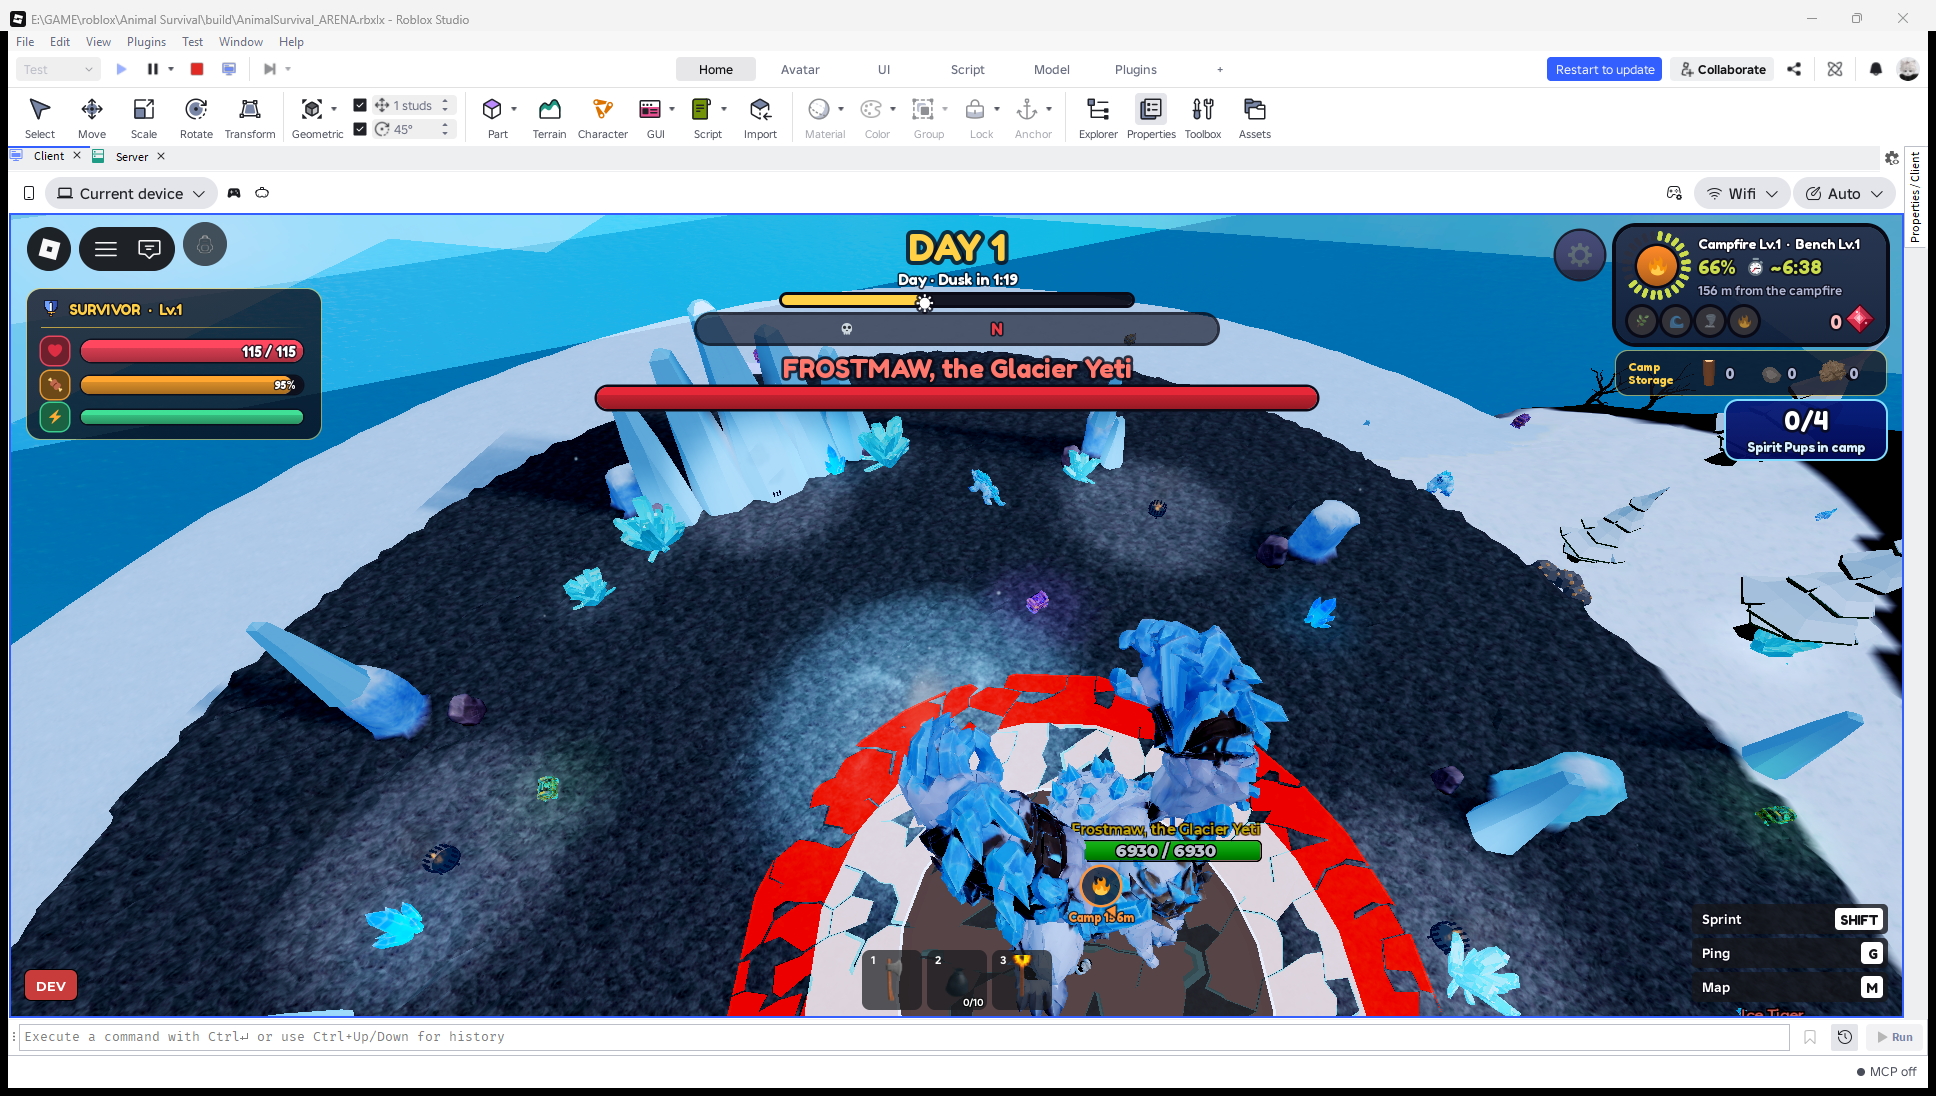 E:\GAME\roblox\Animal Survival\build\AnimalSurvival_ARENA.rbxlx - Roblox Studio
File Edit View Plugins Test Window Help
Test
Home Avatar UI Script Model Plugins +
Restart to update
Collaborate
1 studs
45°
Select Move Scale Rotate Transform Geometric Part Terrain Character GUI Script Import Material Color Group Lock Anchor Explorer Properties Toolbox Assets
Client Server
Properties / Client
Current device
Wifi
Auto
DAY 1
Day · Dusk in 1:19
N
FROSTMAW, the Glacier Yeti
SURVIVOR · Lv.1
115 / 115
95%
Campfire Lv.1 · Bench Lv.1
66% ~6:38
156 m from the campfire
0
Camp Storage
0 0 0
0/4
Spirit Pups in camp
Frostmaw, the Glacier Yeti
6930 / 6930
Camp 156m
1 2 3
0/10
Sprint SHIFT
Ping G
Map M
Ice Tiger
DEV
Execute a command with Ctrl↵ or use Ctrl+Up/Down for history
Run
MCP off